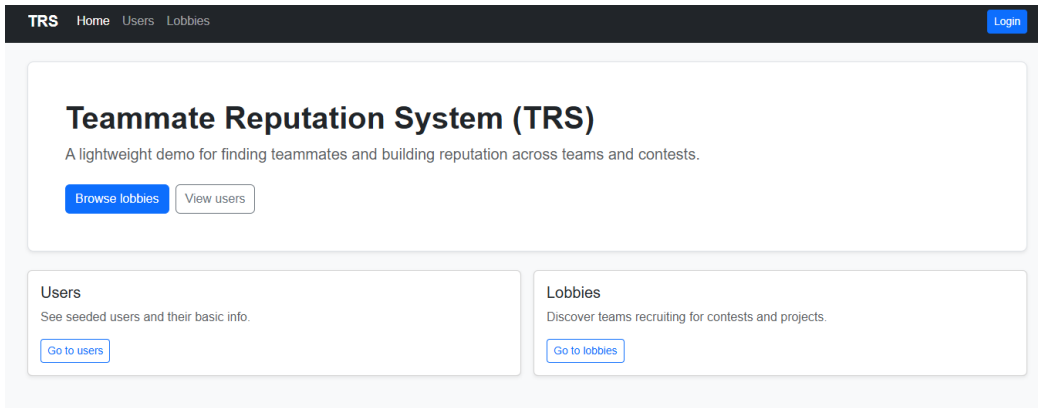 TRS Home Users Lobbies Login
Teammate Reputation System (TRS)
A lightweight demo for finding teammates and building reputation across teams and contests.
Browse lobbies View users
Users
See seeded users and their basic info.
Go to users
Lobbies
Discover teams recruiting for contests and projects.
Go to lobbies